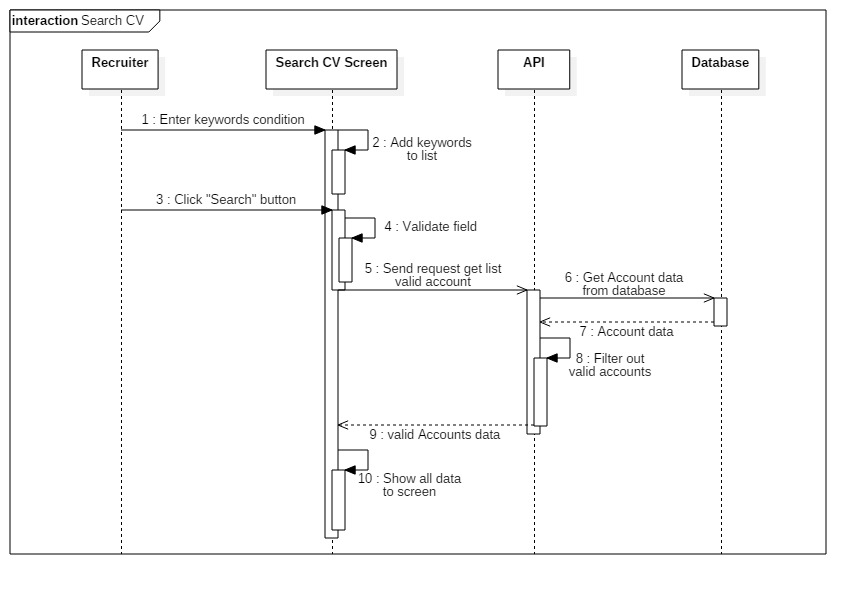 interaction Search CV
Recruiter
Search CV Screen
API
Database
1 : Enter keywords condition
2 : Add keywords
to list
3 : Click "Search" button
4 : Validate field
5 : Send request get list
valid account
6 : Get Account data
from database
7 : Account data
8 : Filter out
valid accounts
9 : valid Accounts data
10 : Show all data
to screen